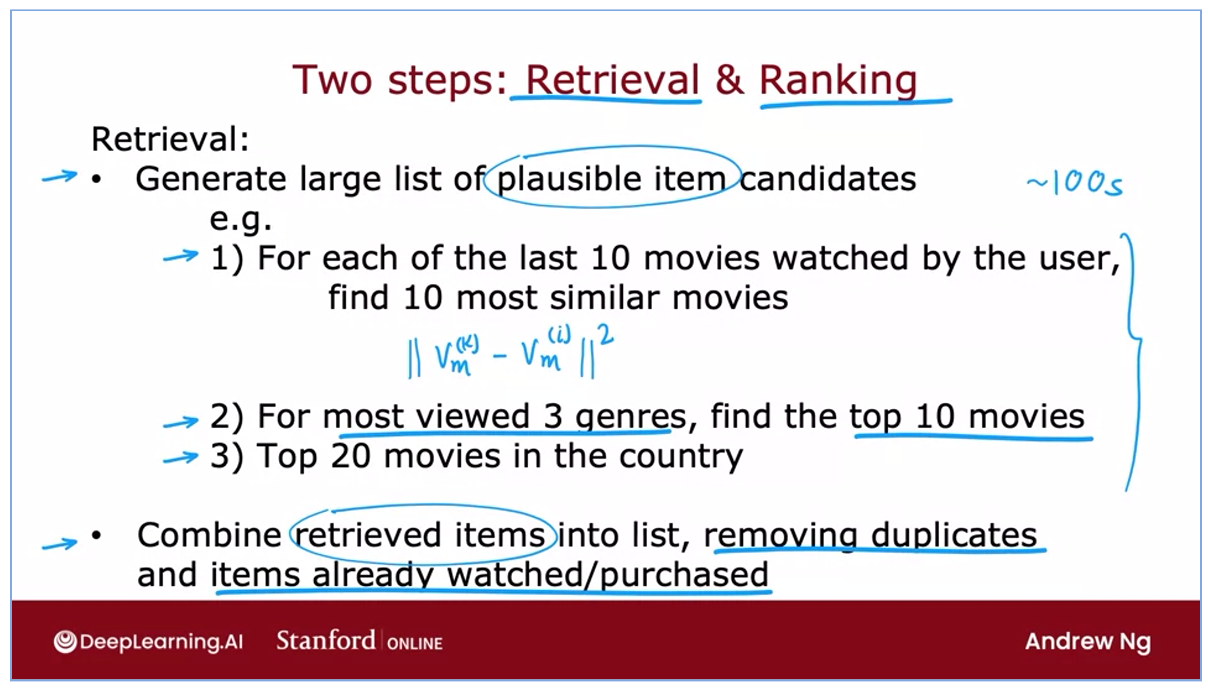 Two steps: Retrieval & Ranking
Retrieval:
• Generate large list of plausible item candidates ~100s
e.g.
1) For each of the last 10 movies watched by the user,
find 10 most similar movies
|| Vm(k) - Vm(i) ||2
2) For most viewed 3 genres, find the top 10 movies
3) Top 20 movies in the country
• Combine retrieved items into list, removing duplicates
and items already watched/purchased
DeepLearning.AI Stanford | ONLINE Andrew Ng